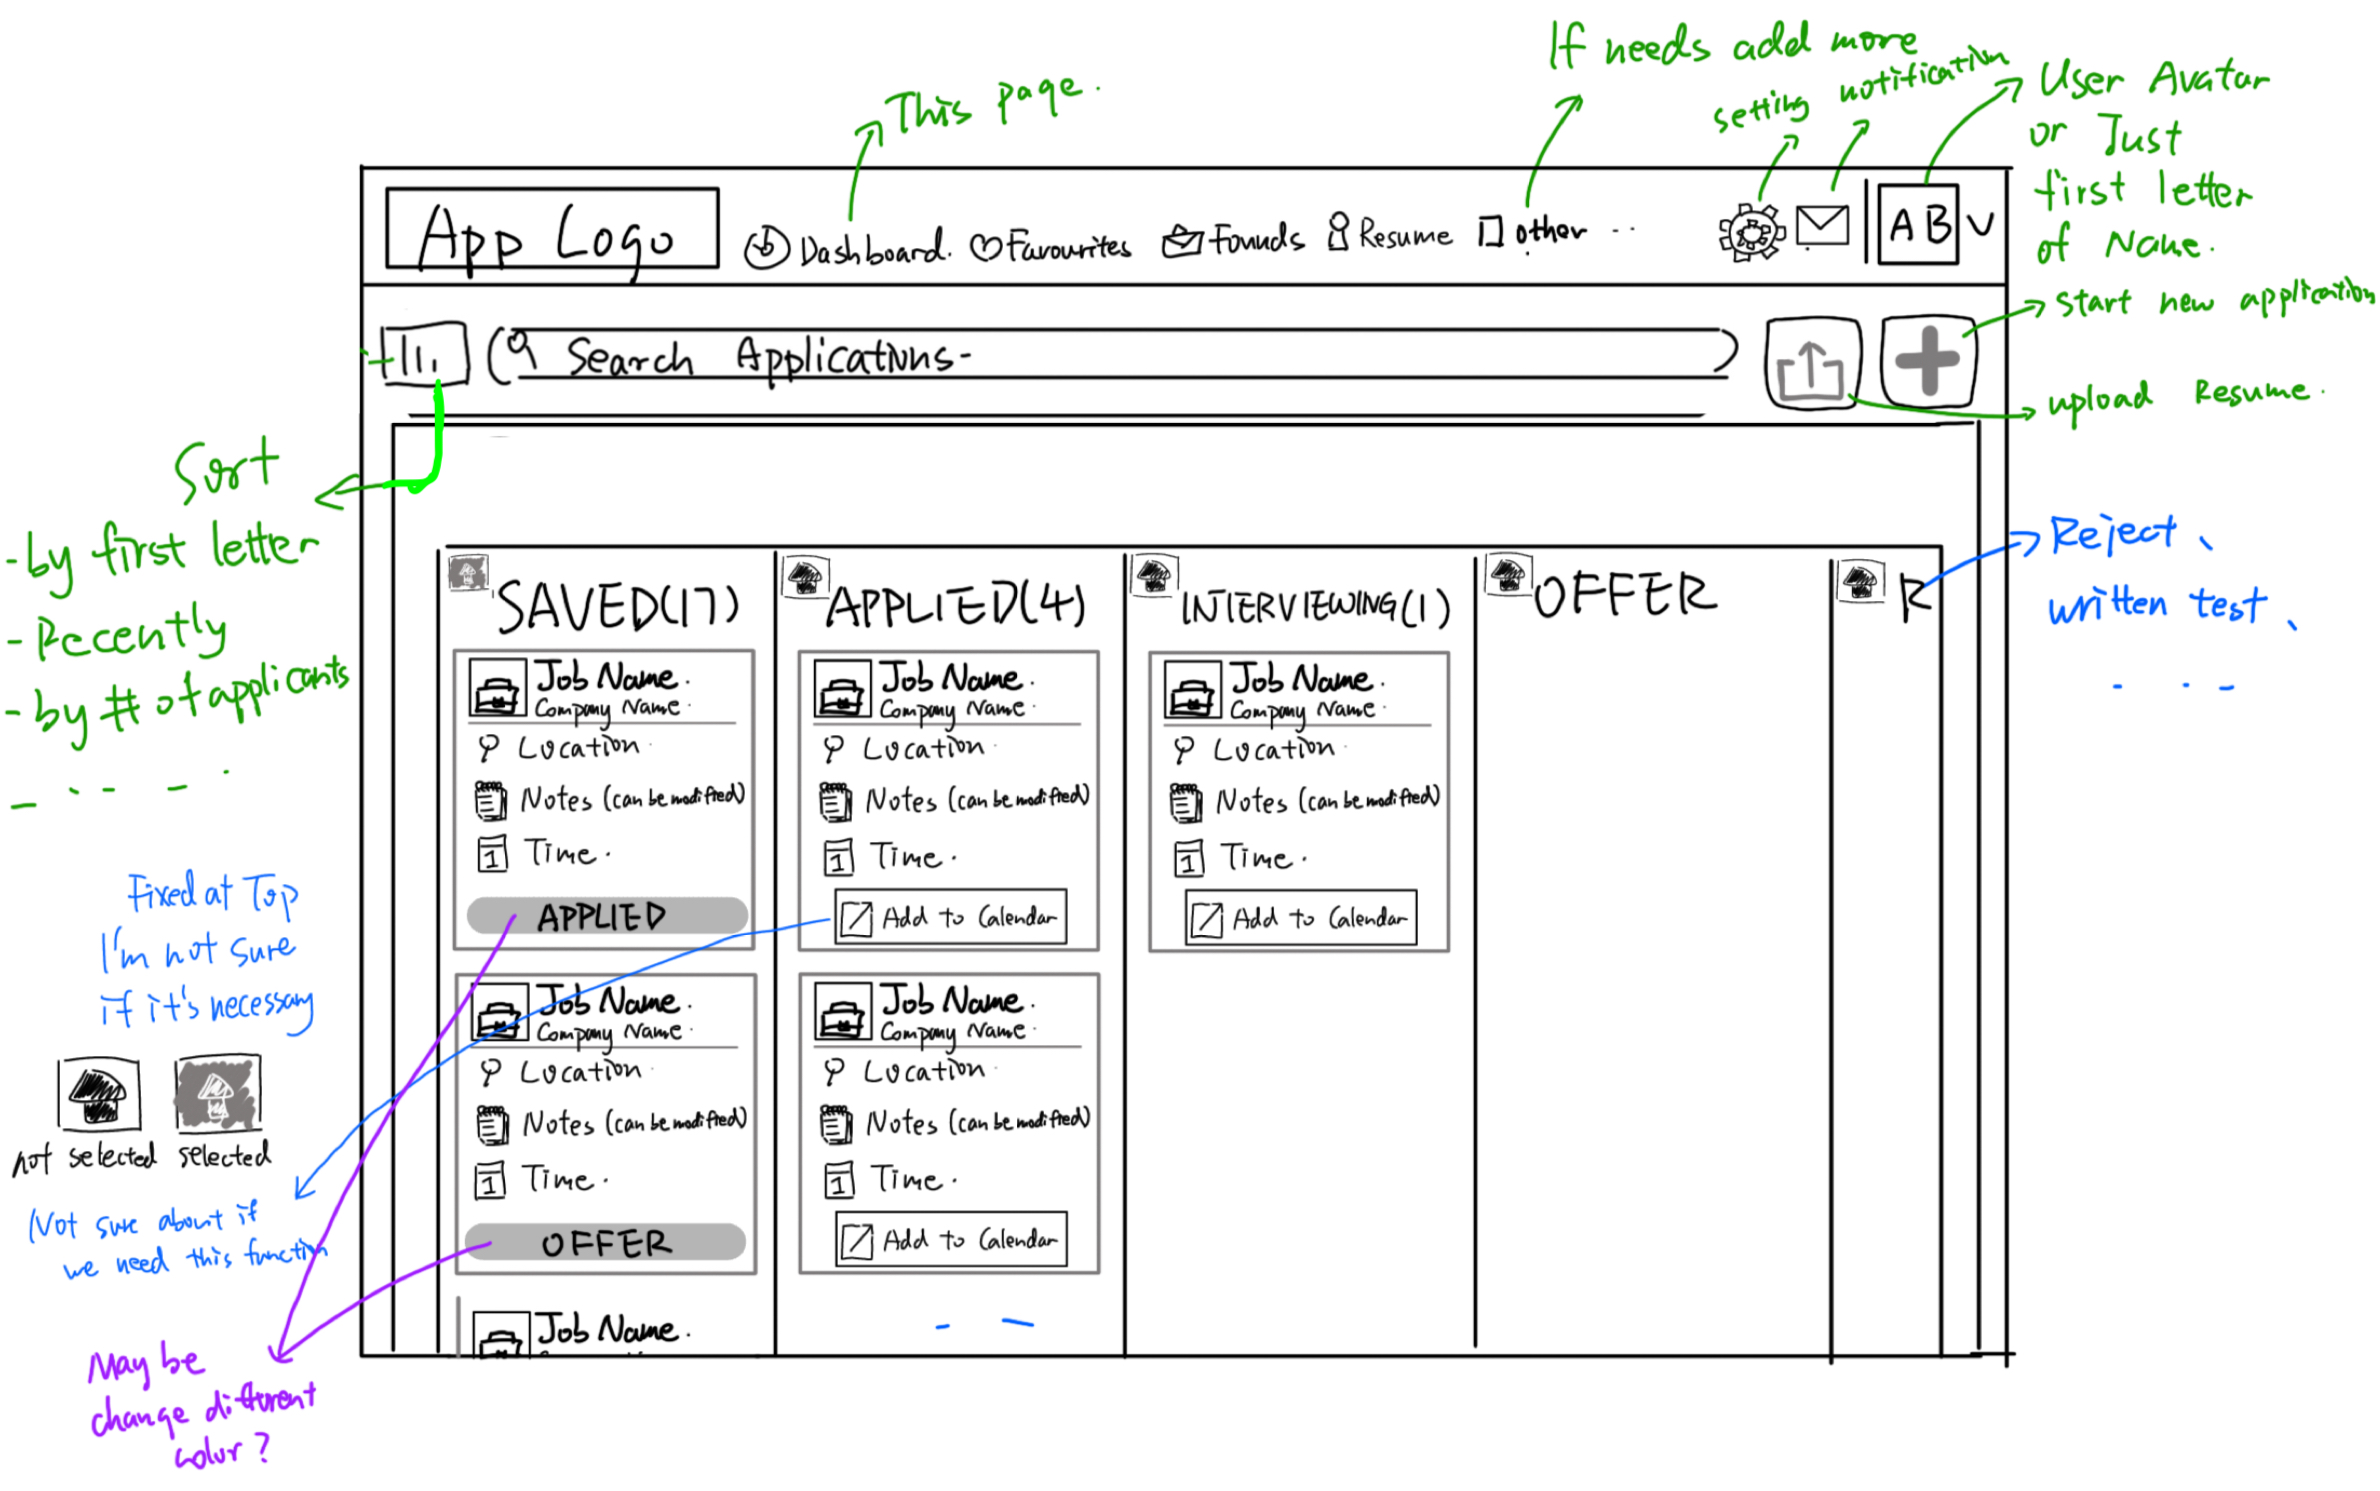 If needs add more
This page.
setting
notification
User Avatar
or Just
first letter
of Name.
App Logo
Dashboard.
Favourites
Resume
other ..
AB
start new application
Search Applications-
upload Resume.
Sort
-by first letter
-Recently
-by # of applicants
Reject、
written test、
SAVED(17)
APPLIED(4)
INTERVIEWING(1)
OFFER
R
Job Name.
Company Name.
Location
Notes (can be modified)
1 Time.
APPLIED
Job Name.
Company Name.
Location
Notes (can be modified)
1 Time.
Add to Calendar
Job Name.
Company Name.
Location
Notes (can be modified)
1 Time.
Add to Calendar
Fixed at Top
I'm not sure
if it's necessary
not selected
selected
Not sure about if
we need this function
Job Name.
Company Name.
Location
Notes (can be modified)
1 Time.
OFFER
Job Name.
Company Name.
Location
Notes (can be modified)
1 Time.
Add to Calendar
Job Name.
May be
change different
color?